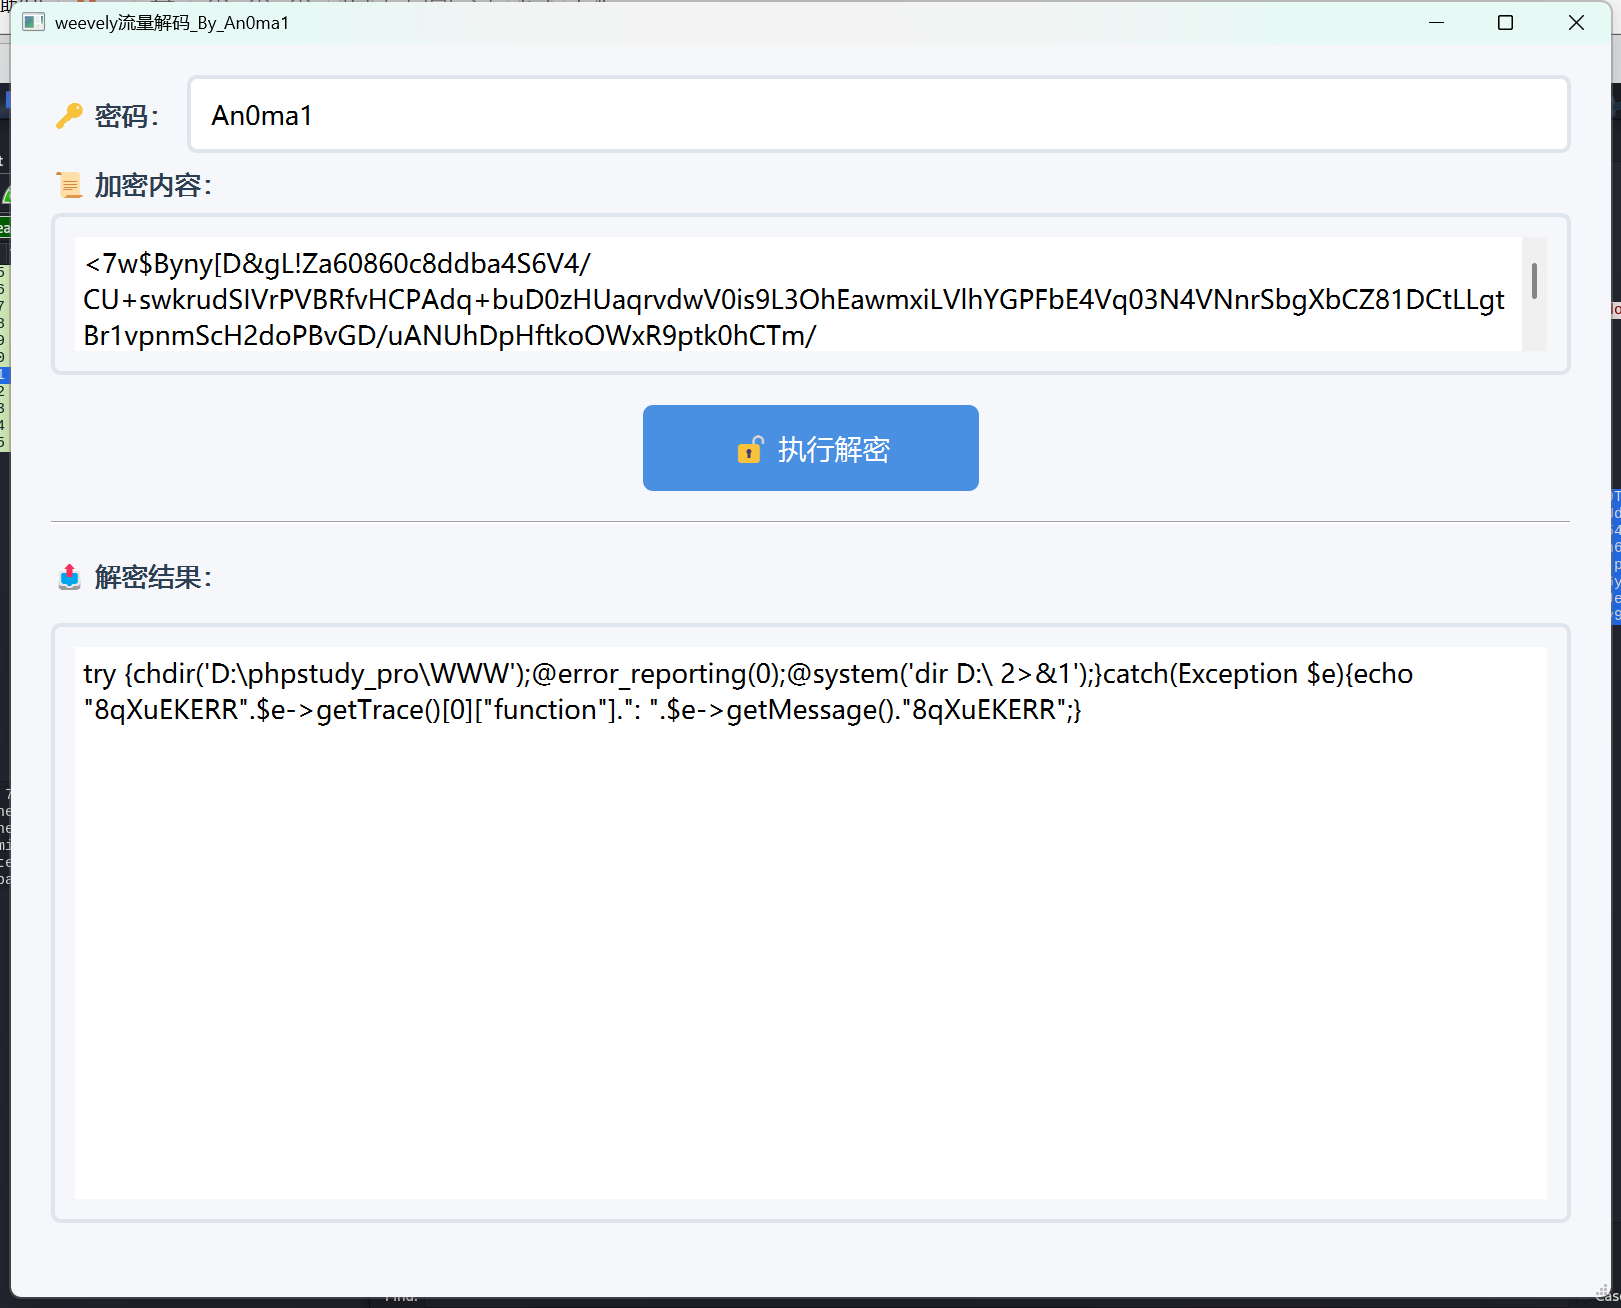 weevely流量解码_By_An0ma1
密码：
An0ma1
加密内容：
<7w$Byny[D&gL!Za60860c8ddba4S6V4/
CU+swkrudSIVrPVBRfvHCPAdq+buD0zHUaqrvdwV0is9L3OhEawmxiLVlhYGPFbE4Vq03N4VNnrSbgXbCZ81DCtLLgt
Br1vpnmScH2doPBvGD/uANUhDpHftkoOWxR9ptk0hCTm/
执行解密
解密结果：
try {chdir('D:\phpstudy_pro\WWW');@error_reporting(0);@system('dir D:\ 2>&1');}catch(Exception $e){echo
"8qXuEKERR".$e->getTrace()[0]["function"].": ".$e->getMessage()."8qXuEKERR";}